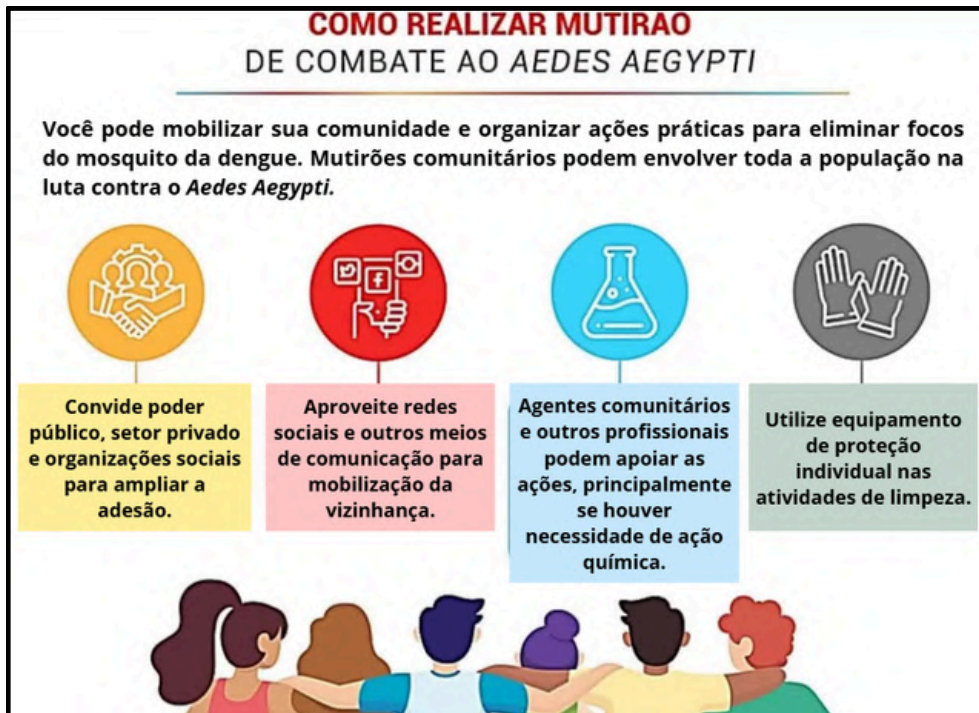 COMO REALIZAR MUTIRAO
DE COMBATE AO AEDES AEGYPTI
Você pode mobilizar sua comunidade e organizar ações práticas para eliminar focos
do mosquito da dengue. Mutirões comunitários podem envolver toda a população na
luta contra o Aedes Aegypti.
Convide poder
público, setor privado
e organizações sociais
para ampliar a
adesão.
Aproveite redes
sociais e outros meios
de comunicação para
mobilização da
vizinhança.
Agentes comunitários
e outros profissionais
podem apoiar as
ações, principalmente
se houver
necessidade de ação
química.
Utilize equipamento
de proteção
individual nas
atividades de limpeza.